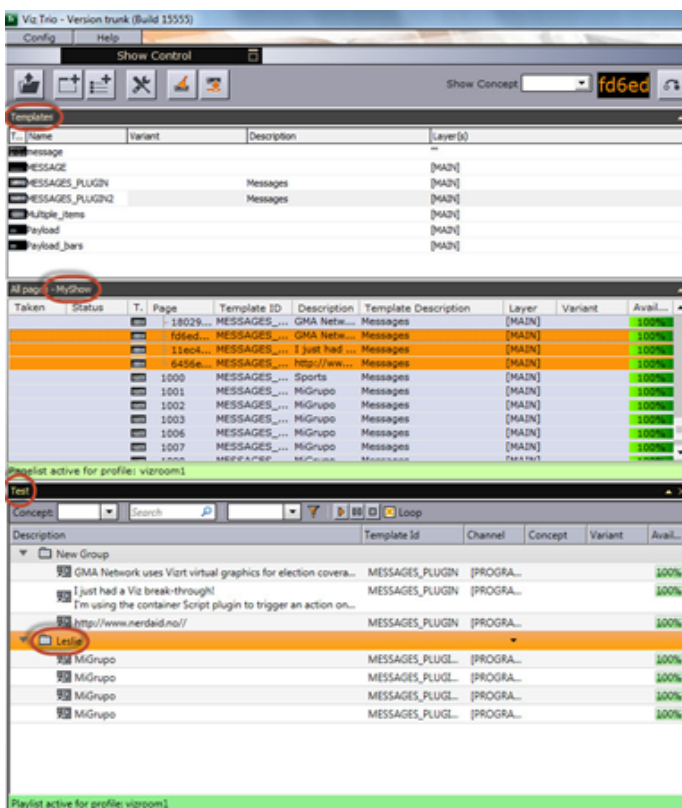 Viz Trio - Version trunk (Build 15555)
Config Help
Show Control
Show Concept fd6ed
Templates
T... Name Variant Description Layer(s)
message ""
MESSAGE [MAIN]
MESSAGES_PLUGIN Messages [MAIN]
MESSAGES_PLUGIN2 Messages [MAIN]
Multiple_items [MAIN]
Payload [MAIN]
Payload_bars [MAIN]
All pages - MyShow
Taken Status T. Page Template ID Description Template Description Layer Variant Avail...
18029... MESSAGES_... GMA Netw... Messages [MAIN] 100%
fd6ed... MESSAGES_... GMA Netw... Messages [MAIN] 100%
11ec4... MESSAGES_... I just had ... Messages [MAIN] 100%
6456e... MESSAGES_... http://ww... Messages [MAIN] 100%
1000 MESSAGES_... Sports Messages [MAIN] 100%
1001 MESSAGES_... MiGrupo Messages [MAIN] 100%
1002 MESSAGES_... MiGrupo Messages [MAIN] 100%
1003 MESSAGES_... MiGrupo Messages [MAIN] 100%
1006 MESSAGES_... MiGrupo Messages [MAIN] 100%
1007 MESSAGES_... MiGrupo Messages [MAIN] 100%
Pagelist active for profile: vizroom1
Test
Concept: Search Loop
Description Template Id Channel Concept Variant Avail...
New Group
GMA Network uses Vizrt virtual graphics for election covera... MESSAGES_PLUGIN [PROGRA... 100%
I just had a Viz break-through!
I'm using the container Script plugin to trigger an action on... MESSAGES_PLUGIN [PROGRA... 100%
http://www.nerdaid.no// MESSAGES_PLUGIN [PROGRA... 100%
Leslie
MiGrupo MESSAGES_PLUGI... [PROGRA... 100%
MiGrupo MESSAGES_PLUGI... [PROGRA... 100%
MiGrupo MESSAGES_PLUGI... [PROGRA... 100%
MiGrupo MESSAGES_PLUGI... [PROGRA... 100%
Playlist active for profile: vizroom1